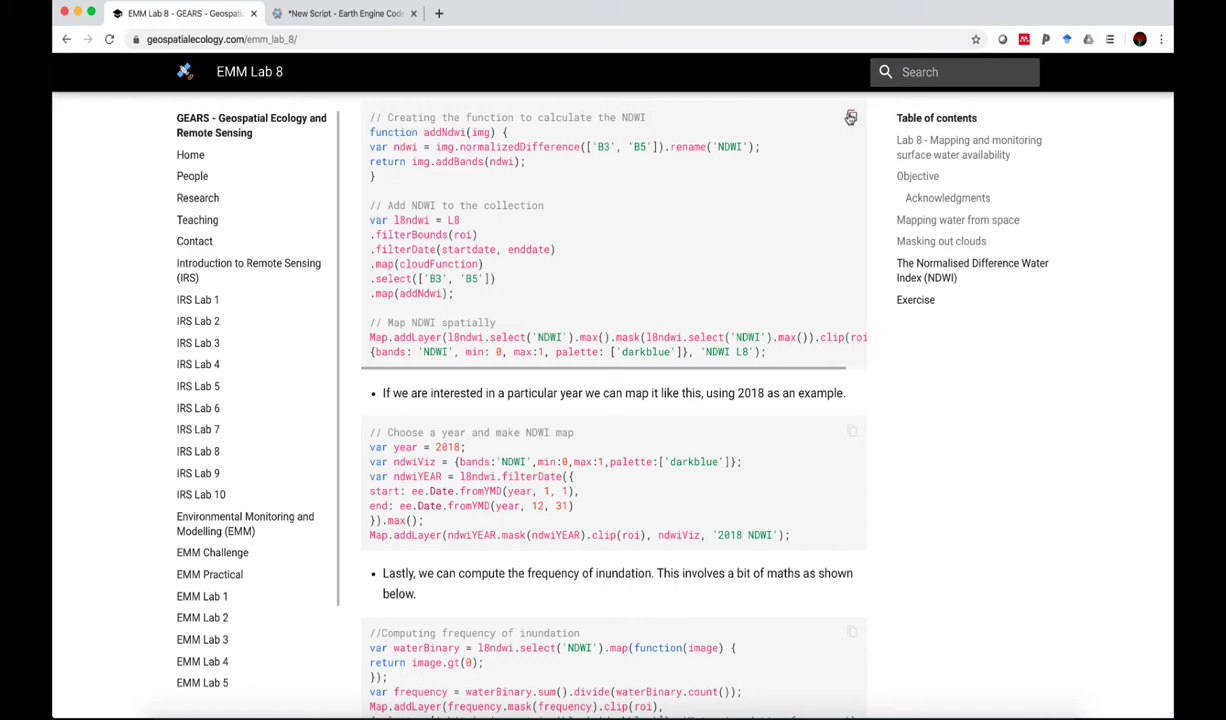 EMM Lab 8 - GEARS - Geospatia
*New Script - Earth Engine Code
geospatialecology.com/emm_lab_8/
EMM Lab 8
Search
GEARS - Geospatial Ecology and
Remote Sensing
Home
People
Research
Teaching
Contact
Introduction to Remote Sensing
(IRS)
IRS Lab 1
IRS Lab 2
IRS Lab 3
IRS Lab 4
IRS Lab 5
IRS Lab 6
IRS Lab 7
IRS Lab 8
IRS Lab 9
IRS Lab 10
Environmental Monitoring and
Modelling (EMM)
EMM Challenge
EMM Practical
EMM Lab 1
EMM Lab 2
EMM Lab 3
EMM Lab 4
EMM Lab 5
// Creating the function to calculate the NDWI
function addNdwi(img) {
var ndwi = img.normalizedDifference(['B3', 'B5']).rename('NDWI');
return img.addBands(ndwi);
}
// Add NDWI to the collection
var l8ndwi = L8
.filterBounds(roi)
.filterDate(startdate, enddate)
.map(cloudFunction)
.select(['B3', 'B5'])
.map(addNdwi);
// Map NDWI spatially
Map.addLayer(l8ndwi.select('NDWI').max().mask(l8ndwi.select('NDWI').max()).clip(roi
{bands: 'NDWI', min: 0, max:1, palette: ['darkblue']}, 'NDWI L8');
• If we are interested in a particular year we can map it like this, using 2018 as an example.
// Choose a year and make NDWI map
var year = 2018;
var ndwiViz = {bands:'NDWI',min:0,max:1,palette:['darkblue']};
var ndwiYEAR = l8ndwi.filterDate({
start: ee.Date.fromYMD(year, 1, 1),
end: ee.Date.fromYMD(year, 12, 31)
}).max();
Map.addLayer(ndwiYEAR.mask(ndwiYEAR).clip(roi), ndwiViz, '2018 NDWI');
• Lastly, we can compute the frequency of inundation. This involves a bit of maths as shown
below.
//Computing frequency of inundation
var waterBinary = l8ndwi.select('NDWI').map(function(image) {
return image.gt(0);
});
var frequency = waterBinary.sum().divide(waterBinary.count());
Map.addLayer(frequency.mask(frequency).clip(roi),
Table of contents
Lab 8 - Mapping and monitoring
surface water availability
Objective
Acknowledgments
Mapping water from space
Masking out clouds
The Normalised Difference Water
Index (NDWI)
Exercise